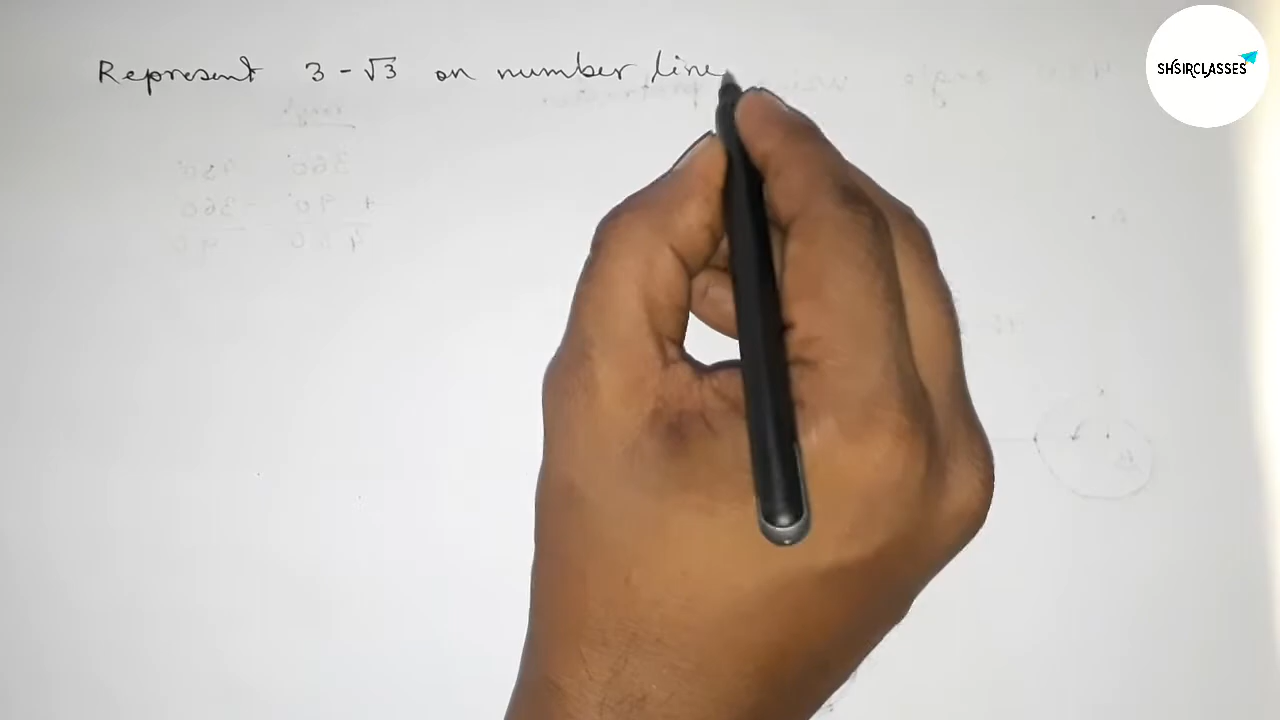 Represent 3 - √3 on number line
SHSIRCLASSES